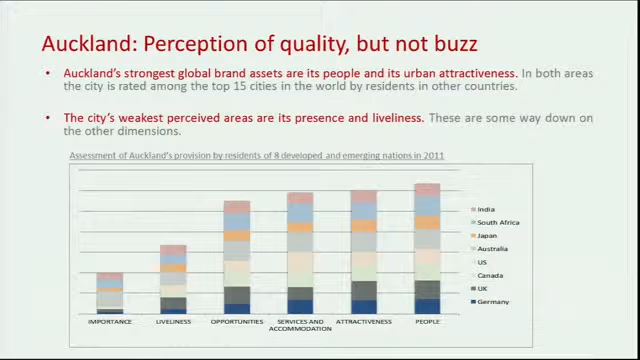 Auckland: Perception of quality, but not buzz
• Auckland's strongest global brand assets are its people and its urban attractiveness. In both areas
the city is rated among the top 15 cities in the world by residents in other countries.
• The city's weakest perceived areas are its presence and liveliness. These are some way down on
the other dimensions.
Assessment of Auckland's provision by residents of 8 developed and emerging nations in 2011
India
South Africa
Japan
Australia
US
Canada
UK
Germany
IMPORTANCE
LIVELINESS
OPPORTUNITIES
SERVICES AND
ACCOMMODATION
ATTRACTIVENESS
PEOPLE